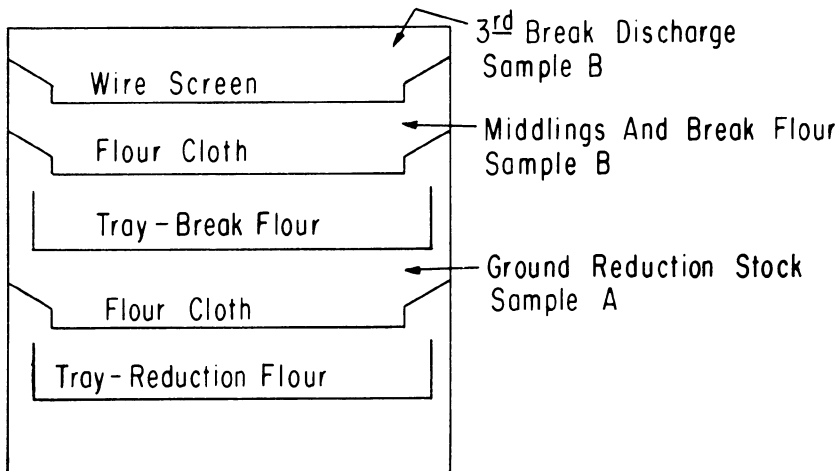 3rd Break Discharge
Sample B
Wire Screen
Middlings And Break Flour
Sample B
Flour Cloth
Tray-Break Flour
Ground Reduction Stock
Sample A
Flour Cloth
Tray-Reduction Flour